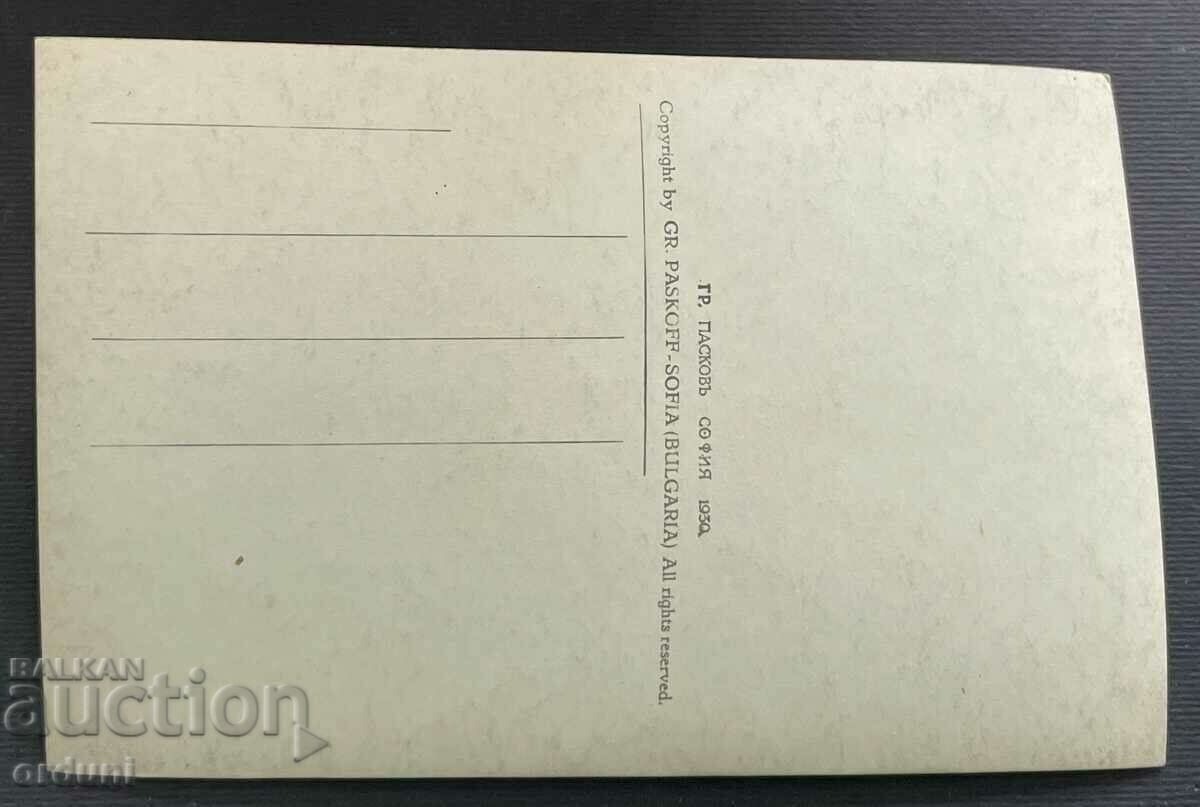 ГР. ПАСКОВЪ СОФИЯ 1930
Copyright by GR. PASKOFF - SOFIA (BULGARIA) All rights reserved.
BALKAN
auction
orduni